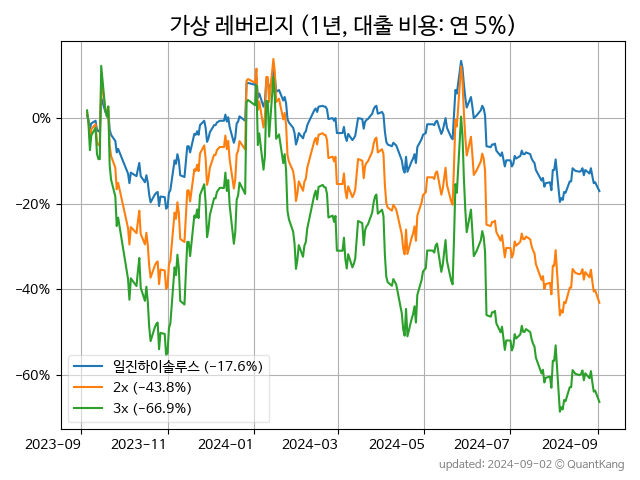 가상 레버리지 (1년, 대출 비용: 연 5%)
0%
−20%
−40%
−60%
일진하이솔루스 (-17.6%)
2x (-43.8%)
3x (-66.9%)
2023-09 2023-11 2024-01 2024-03 2024-05 2024-07 2024-09
updated: 2024-09-02 © QuantKang